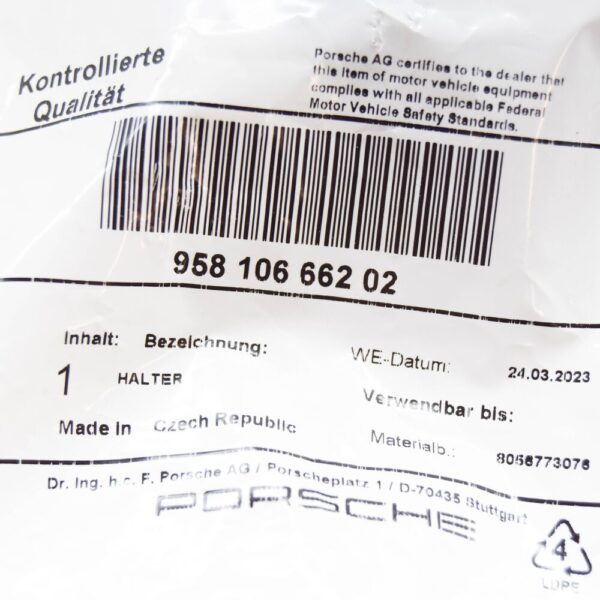 Kontrollierte
Qualität
Porsche AG certifies to the dealer that
this item of motor vehicle equipment
complies with all applicable Federal
Motor Vehicle Safety Standards.
958 106 662 02
Inhalt: Bezeichnung: WE-Datum: 24.03.2023
1 HALTER Verwendbar bis:
Made in Czech Republic Materialb.: 8056773076
Dr. Ing. h.c. F. Porsche AG / Porscheplatz 1 / D-70435 Stuttgart
PORSCHE
4
LDPE